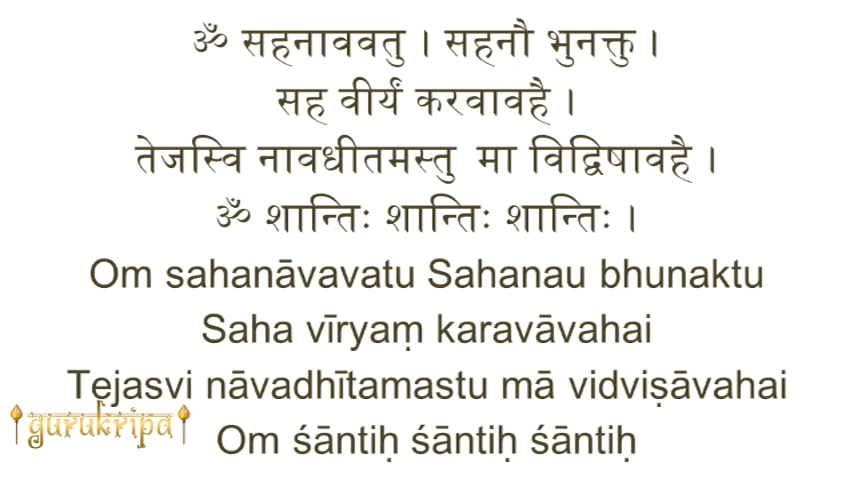 ॐ सहनाववतु । सहनौ भुनक्तु ।
सह वीर्यं करवावहै ।
तेजस्वि नावधीतमस्तु मा विद्विषावहै ।
ॐ शान्तिः शान्तिः शान्तिः ।
Om sahanāvavatu Sahanau bhunaktu
Saha vīryaṃ karavāvahai
Tejasvi nāvadhītamastu mā vidviṣāvahai
gurukripa
Om śāntiḥ śāntiḥ śāntiḥ